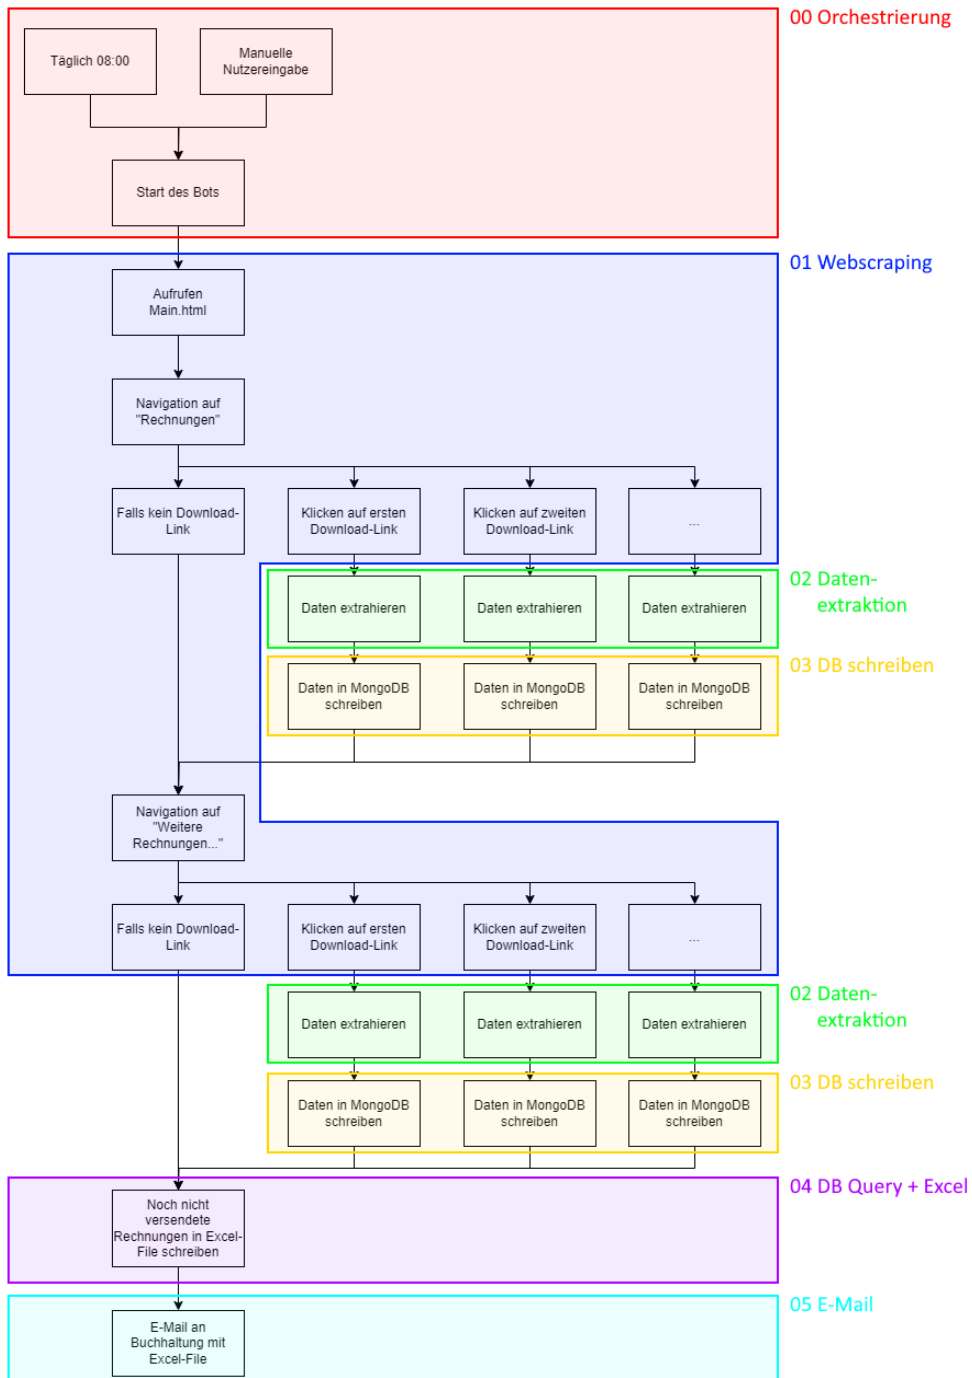 00 Orchestrierung
Täglich 08:00
Manuelle
Nutzereingabe
Start des Bots
01 Webscraping
Aufrufen
Main.html
Navigation auf
"Rechnungen"
Falls kein Download-
Link
Klicken auf ersten
Download-Link
Klicken auf zweiten
Download-Link
...
02 Daten-
extraktion
Daten extrahieren
Daten extrahieren
Daten extrahieren
03 DB schreiben
Daten in MongoDB
schreiben
Daten in MongoDB
schreiben
Daten in MongoDB
schreiben
Navigation auf
"Weitere
Rechnungen..."
Falls kein Download-
Link
Klicken auf ersten
Download-Link
Klicken auf zweiten
Download-Link
...
02 Daten-
extraktion
Daten extrahieren
Daten extrahieren
Daten extrahieren
03 DB schreiben
Daten in MongoDB
schreiben
Daten in MongoDB
schreiben
Daten in MongoDB
schreiben
04 DB Query + Excel
Noch nicht
versendete
Rechnungen in Excel-
File schreiben
05 E-Mail
E-Mail an
Buchhaltung mit
Excel-File